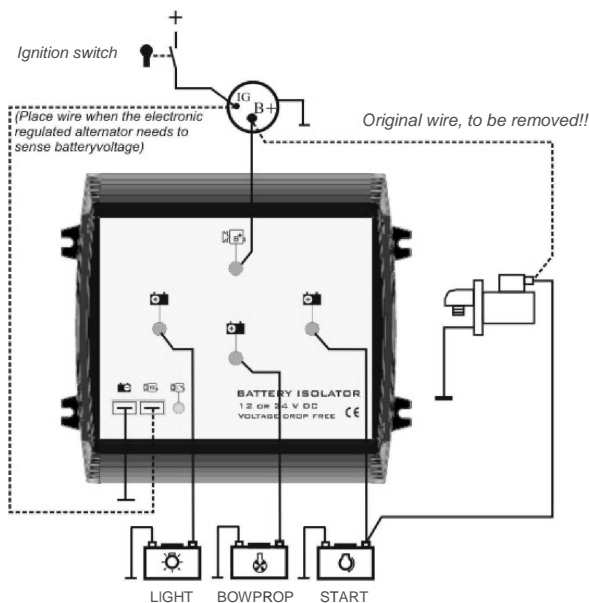 +
Ignition switch
IG
B+
(Place wire when the electronic
regulated alternator needs to
sense batteryvoltage)
Original wire, to be removed!!
B+
BATTERY ISOLATOR
12 OR 24 V DC
VOLTAGE DROP FREE CE
LIGHT BOWPROP START